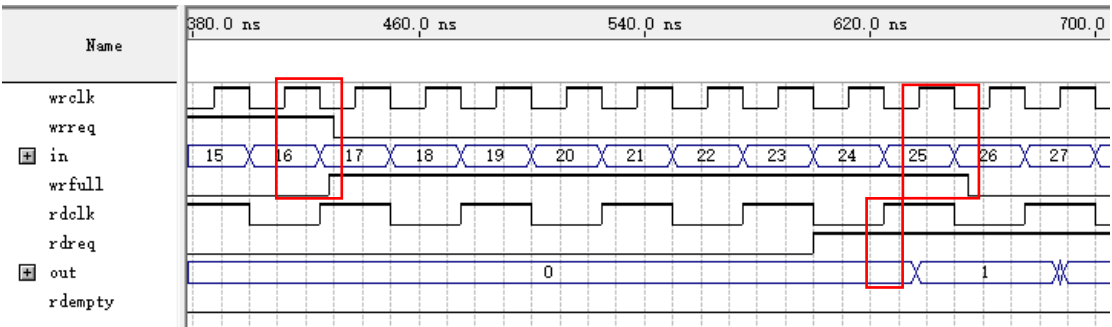 380.0 ns 460.0 ns 540.0 ns 620.0 ns 700.0
Name
wrclk
wrreq
in 15 16 17 18 19 20 21 22 23 24 25 26 27
wrfull
rdclk
rdreq
out 0 1
rdempty